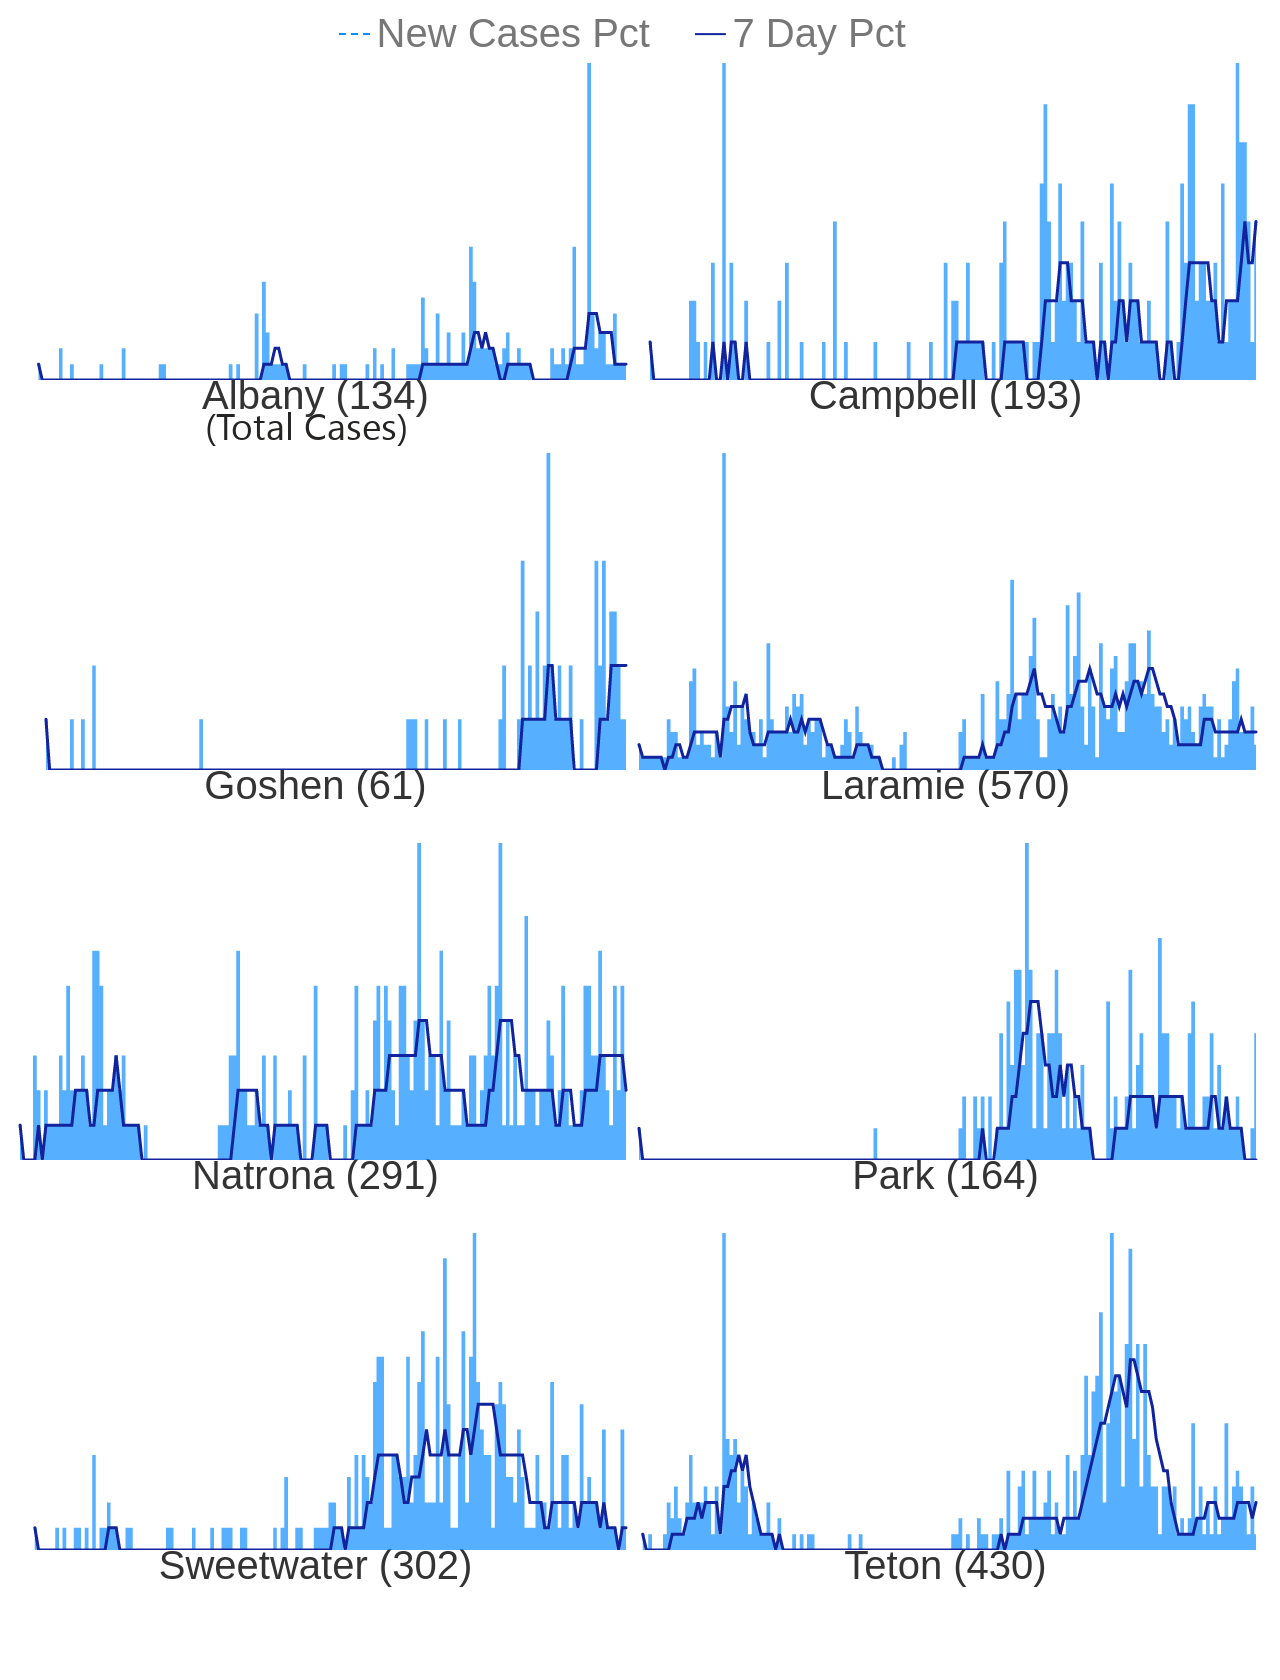 New Cases Pct 7 Day Pct
Albany (134) Campbell (193)
(Total Cases)
Goshen (61) Laramie (570)
Natrona (291) Park (164)
Sweetwater (302) Teton (430)